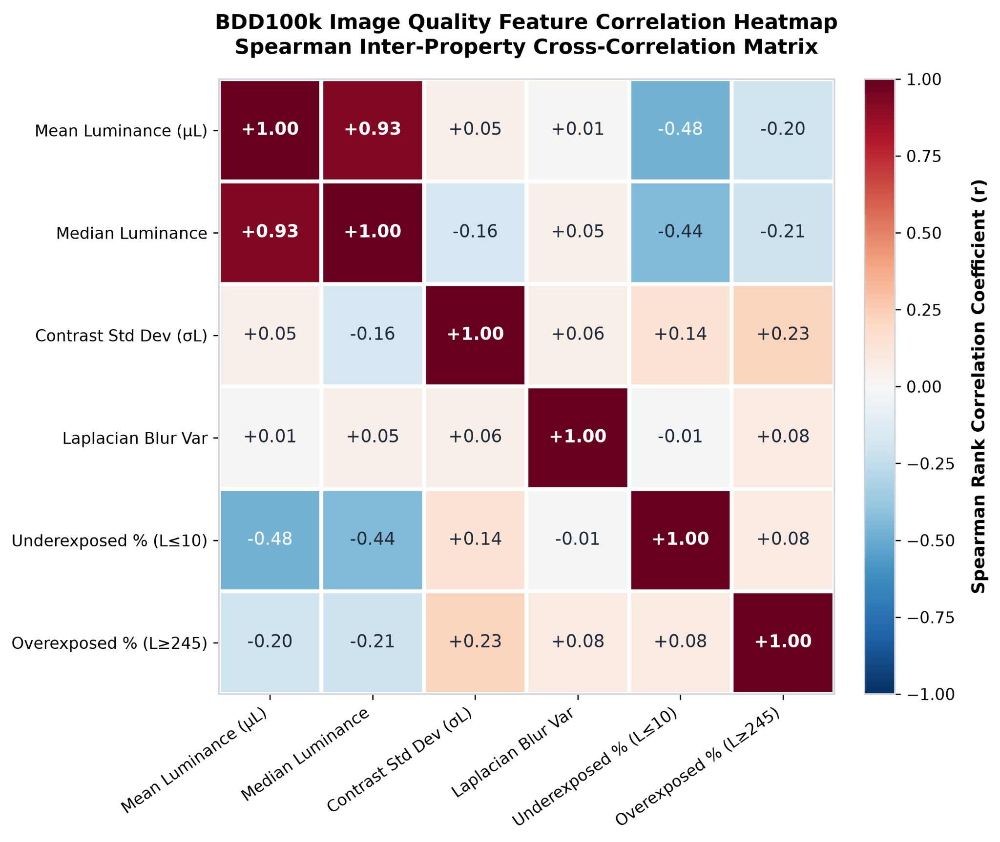 BDD100k Image Quality Feature Correlation Heatmap
Spearman Inter-Property Cross-Correlation Matrix
Mean Luminance (µL) +1.00 +0.93 +0.05 +0.01 -0.48 -0.20
Median Luminance +0.93 +1.00 -0.16 +0.05 -0.44 -0.21
Contrast Std Dev (σL) +0.05 -0.16 +1.00 +0.06 +0.14 +0.23
Laplacian Blur Var +0.01 +0.05 +0.06 +1.00 -0.01 +0.08
Underexposed % (L≤10) -0.48 -0.44 +0.14 -0.01 +1.00 +0.08
Overexposed % (L≥245) -0.20 -0.21 +0.23 +0.08 +0.08 +1.00
Mean Luminance (µL)
Median Luminance
Contrast Std Dev (σL)
Laplacian Blur Var
Underexposed % (L≤10)
Overexposed % (L≥245)
1.00
0.75
0.50
0.25
0.00
−0.25
−0.50
−0.75
−1.00
Spearman Rank Correlation Coefficient (r)